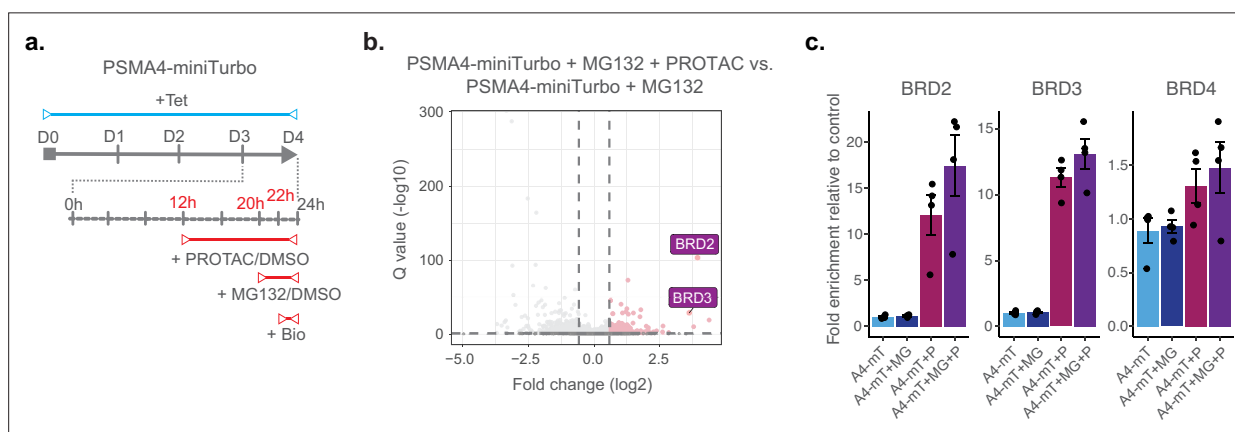 a.
PSMA4-miniTurbo
+Tet
D0 D1 D2 D3 D4
0h 12h 20h 22h 24h
+ PROTAC/DMSO
+ MG132/DMSO
+ Bio
b.
PSMA4-miniTurbo + MG132 + PROTAC vs.
PSMA4-miniTurbo + MG132
Q value (-log10)
300
200
100
0
BRD2
BRD3
−5.0 −2.5 0.0 2.5
Fold change (log2)
c.
Fold enrichment relative to control
BRD2
20
15
10
5
0
A4-mT
A4-mT+MG
A4-mT+P
A4-mT+MG+P
BRD3
15
10
5
0
A4-mT
A4-mT+MG
A4-mT+P
A4-mT+MG+P
BRD4
1.5
1.0
0.5
0.0
A4-mT
A4-mT+MG
A4-mT+P
A4-mT+MG+P